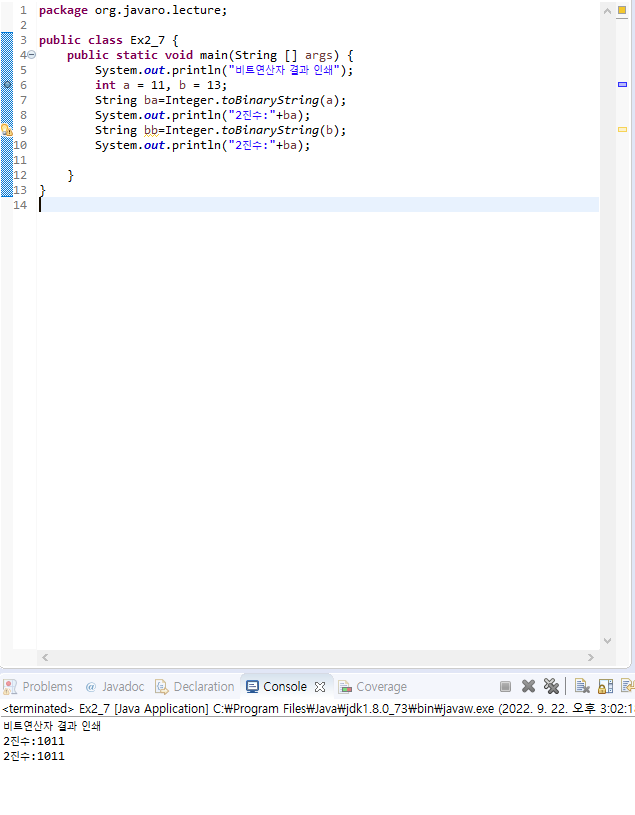 1 package org.javaro.lecture;
2
3 public class Ex2_7 {
4 public static void main(String [] args) {
5 System.out.println("비트연산자 결과 인쇄");
6 int a = 11, b = 13;
7 String ba=Integer.toBinaryString(a);
8 System.out.println("2진수:"+ba);
9 String bb=Integer.toBinaryString(b);
10 System.out.println("2진수:"+ba);
11
12 }
13 }
14
Problems @ Javadoc Declaration Console Coverage
<terminated> Ex2_7 [Java Application] C:₩Program Files₩Java₩jdk1.8.0_73₩bin₩javaw.exe (2022. 9. 22. 오후 3:02:1
비트연산자 결과 인쇄
2진수:1011
2진수:1011